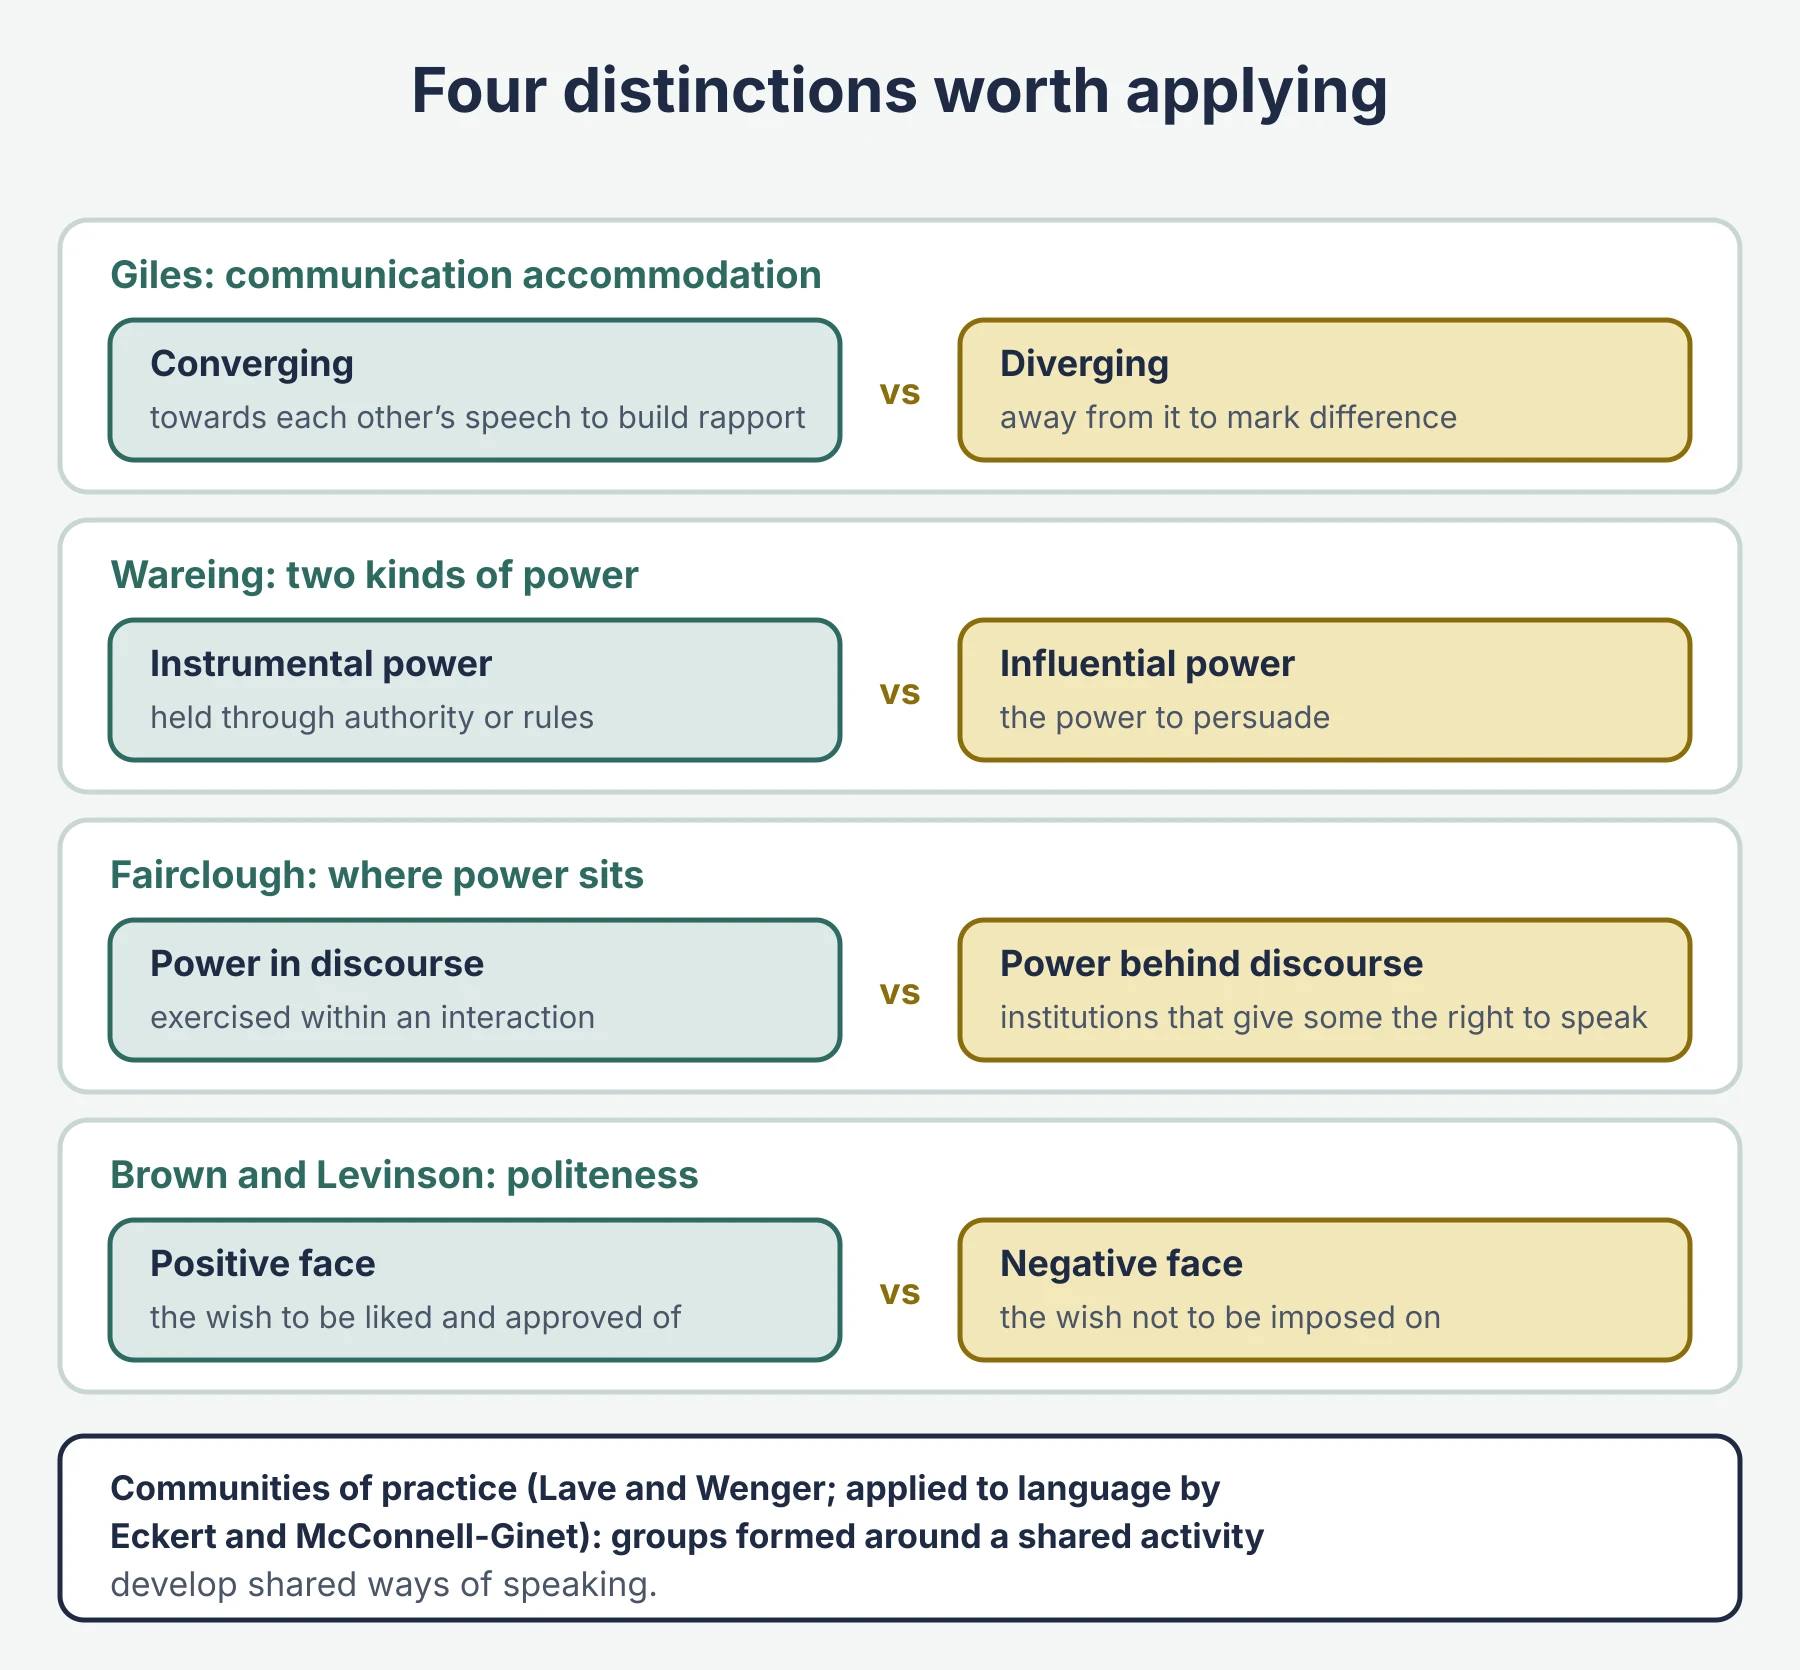 Four distinctions worth applying
Giles: communication accommodation
Converging
towards each other’s speech to build rapport
vs
Diverging
away from it to mark difference
Wareing: two kinds of power
Instrumental power
held through authority or rules
vs
Influential power
the power to persuade
Fairclough: where power sits
Power in discourse
exercised within an interaction
vs
Power behind discourse
institutions that give some the right to speak
Brown and Levinson: politeness
Positive face
the wish to be liked and approved of
vs
Negative face
the wish not to be imposed on
Communities of practice (Lave and Wenger; applied to language by
Eckert and McConnell-Ginet): groups formed around a shared activity
develop shared ways of speaking.